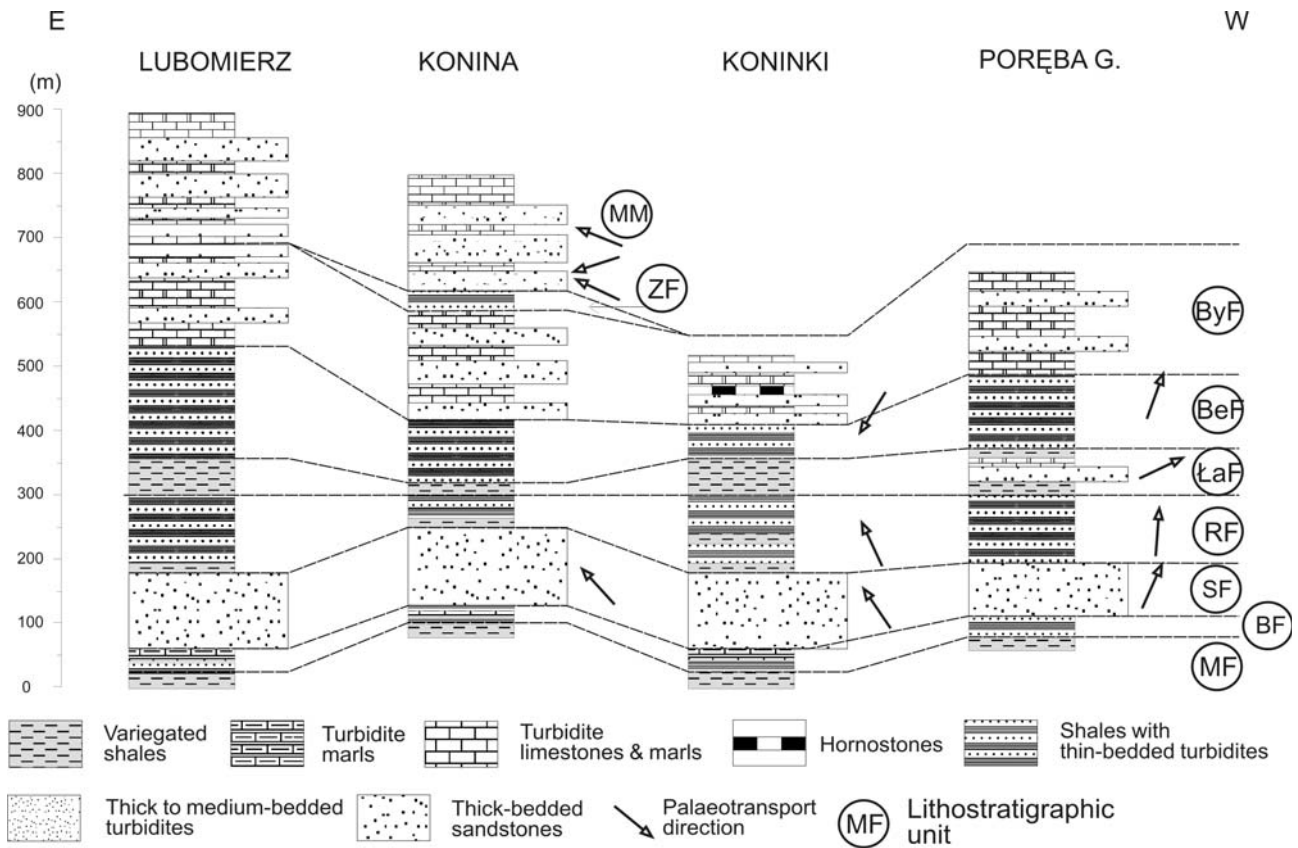 E
W
LUBOMIERZ
KONINA
KONINKI
PORĘBA G.
(m)
900
800
700
600
500
400
300
200
100
0
MM
ZF
ByF
BeF
ŁaF
RF
SF
BF
MF
Variegated
shales
Turbidite
marls
Turbidite
limestones & marls
Hornostones
Shales with
thin-bedded turbidites
Thick to medium-bedded
turbidites
Thick-bedded
sandstones
Palaeotransport
direction
MF
Lithostratigraphic
unit